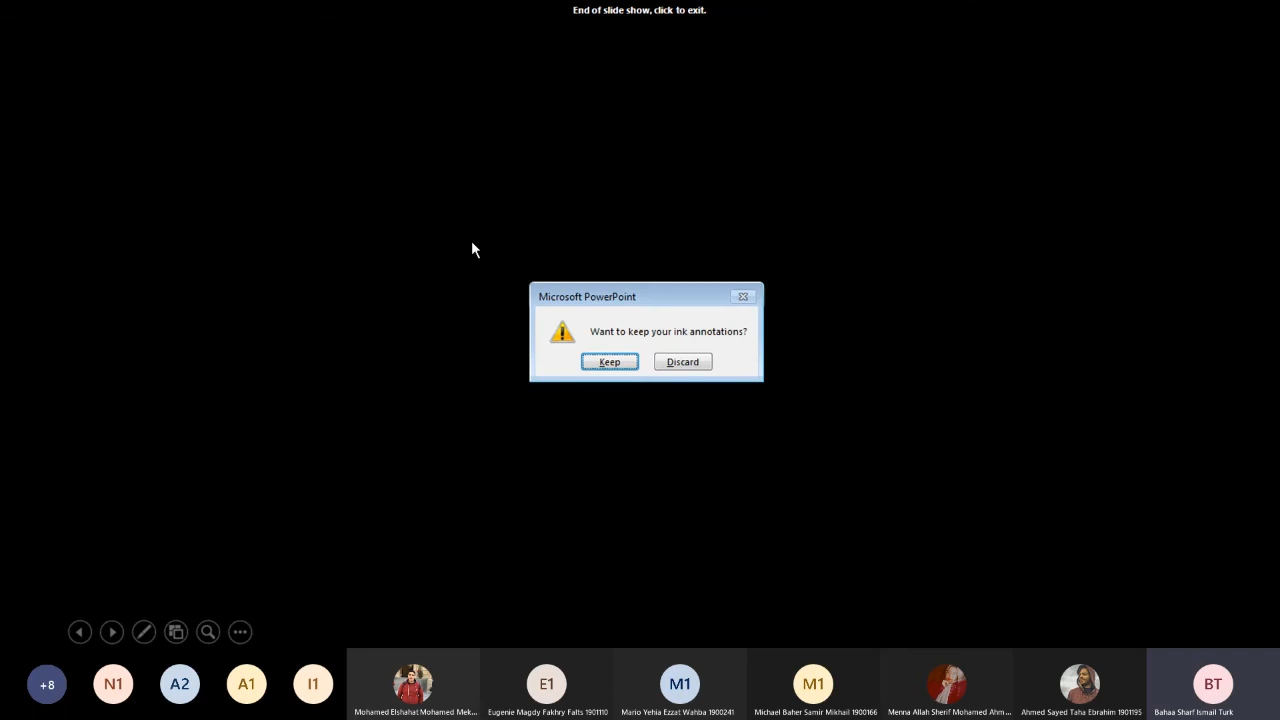 End of slide show, click to exit.
Microsoft PowerPoint
Want to keep your ink annotations?
Keep
Discard
+8
N1
A2
A1
I1
E1
M1
M1
BT
Mohamed Elshahat Mohamed Mek...
Eugenie Magdy Fakhry Falts 1901110
Mario Yehia Ezzat Wahba 1900241
Michael Baher Samir Mikhail 1900166
Menna Allah Sherif Mohamed Ahm...
Ahmed Sayed Taha Ebrahim 1901195
Bahaa Sharf Ismail Turk